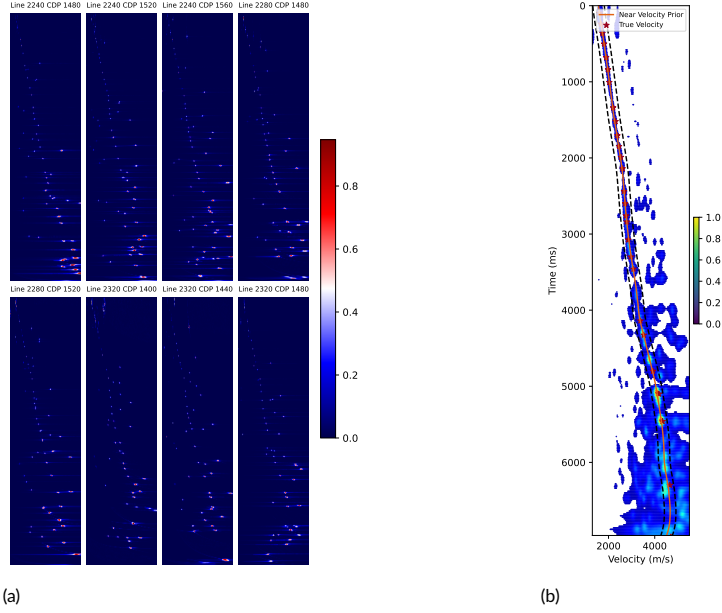 Line 2240 CDP 1480
Line 2240 CDP 1520
Line 2240 CDP 1560
Line 2280 CDP 1480
Line 2280 CDP 1520
Line 2320 CDP 1400
Line 2320 CDP 1440
Line 2320 CDP 1480
0.8
0.6
0.4
0.2
0.0
(a)
Near Velocity Prior
True Velocity
0
1000
2000
3000
4000
5000
6000
Time (ms)
2000 4000
Velocity (m/s)
1.0
0.8
0.6
0.4
0.2
0.0
(b)